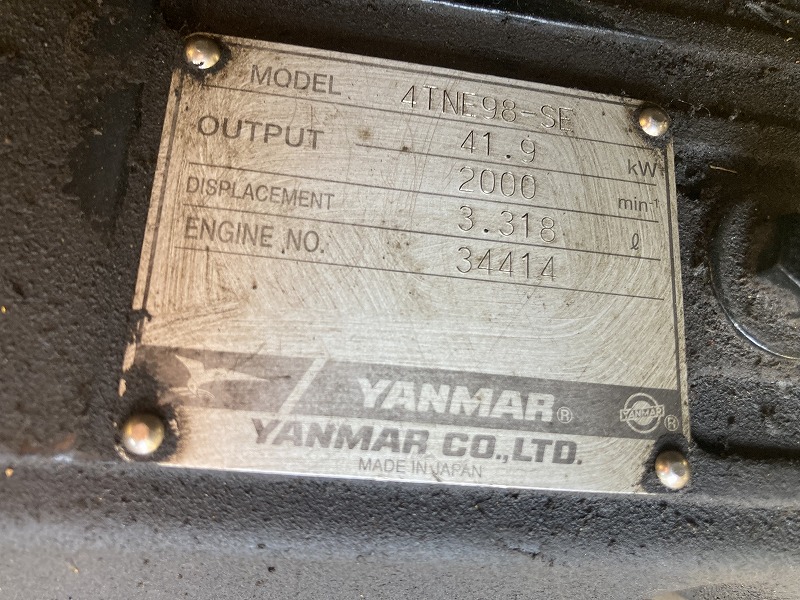 MODEL 4TNE98-SE
OUTPUT 41.9 kW
2000 min-¹
DISPLACEMENT 3.318 ℓ
ENGINE NO. 34414
YANMAR® YANMAR ®
YANMAR CO.,LTD.
MADE IN JAPAN